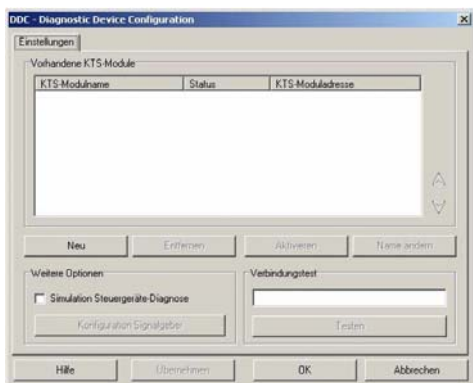 DDC - Diagnostic Device Configuration
Einstellungen
Vorhandene KTS-Module
KTS-Modulname Status KTS-Moduladresse
Neu Entfernen Aktivieren Name ändern
Weitere Optionen Verbindungstest
Simulation Steuergeräte-Diagnose
Konfiguration Signalgeber Testen
Hilfe Übernehmen OK Abbrechen